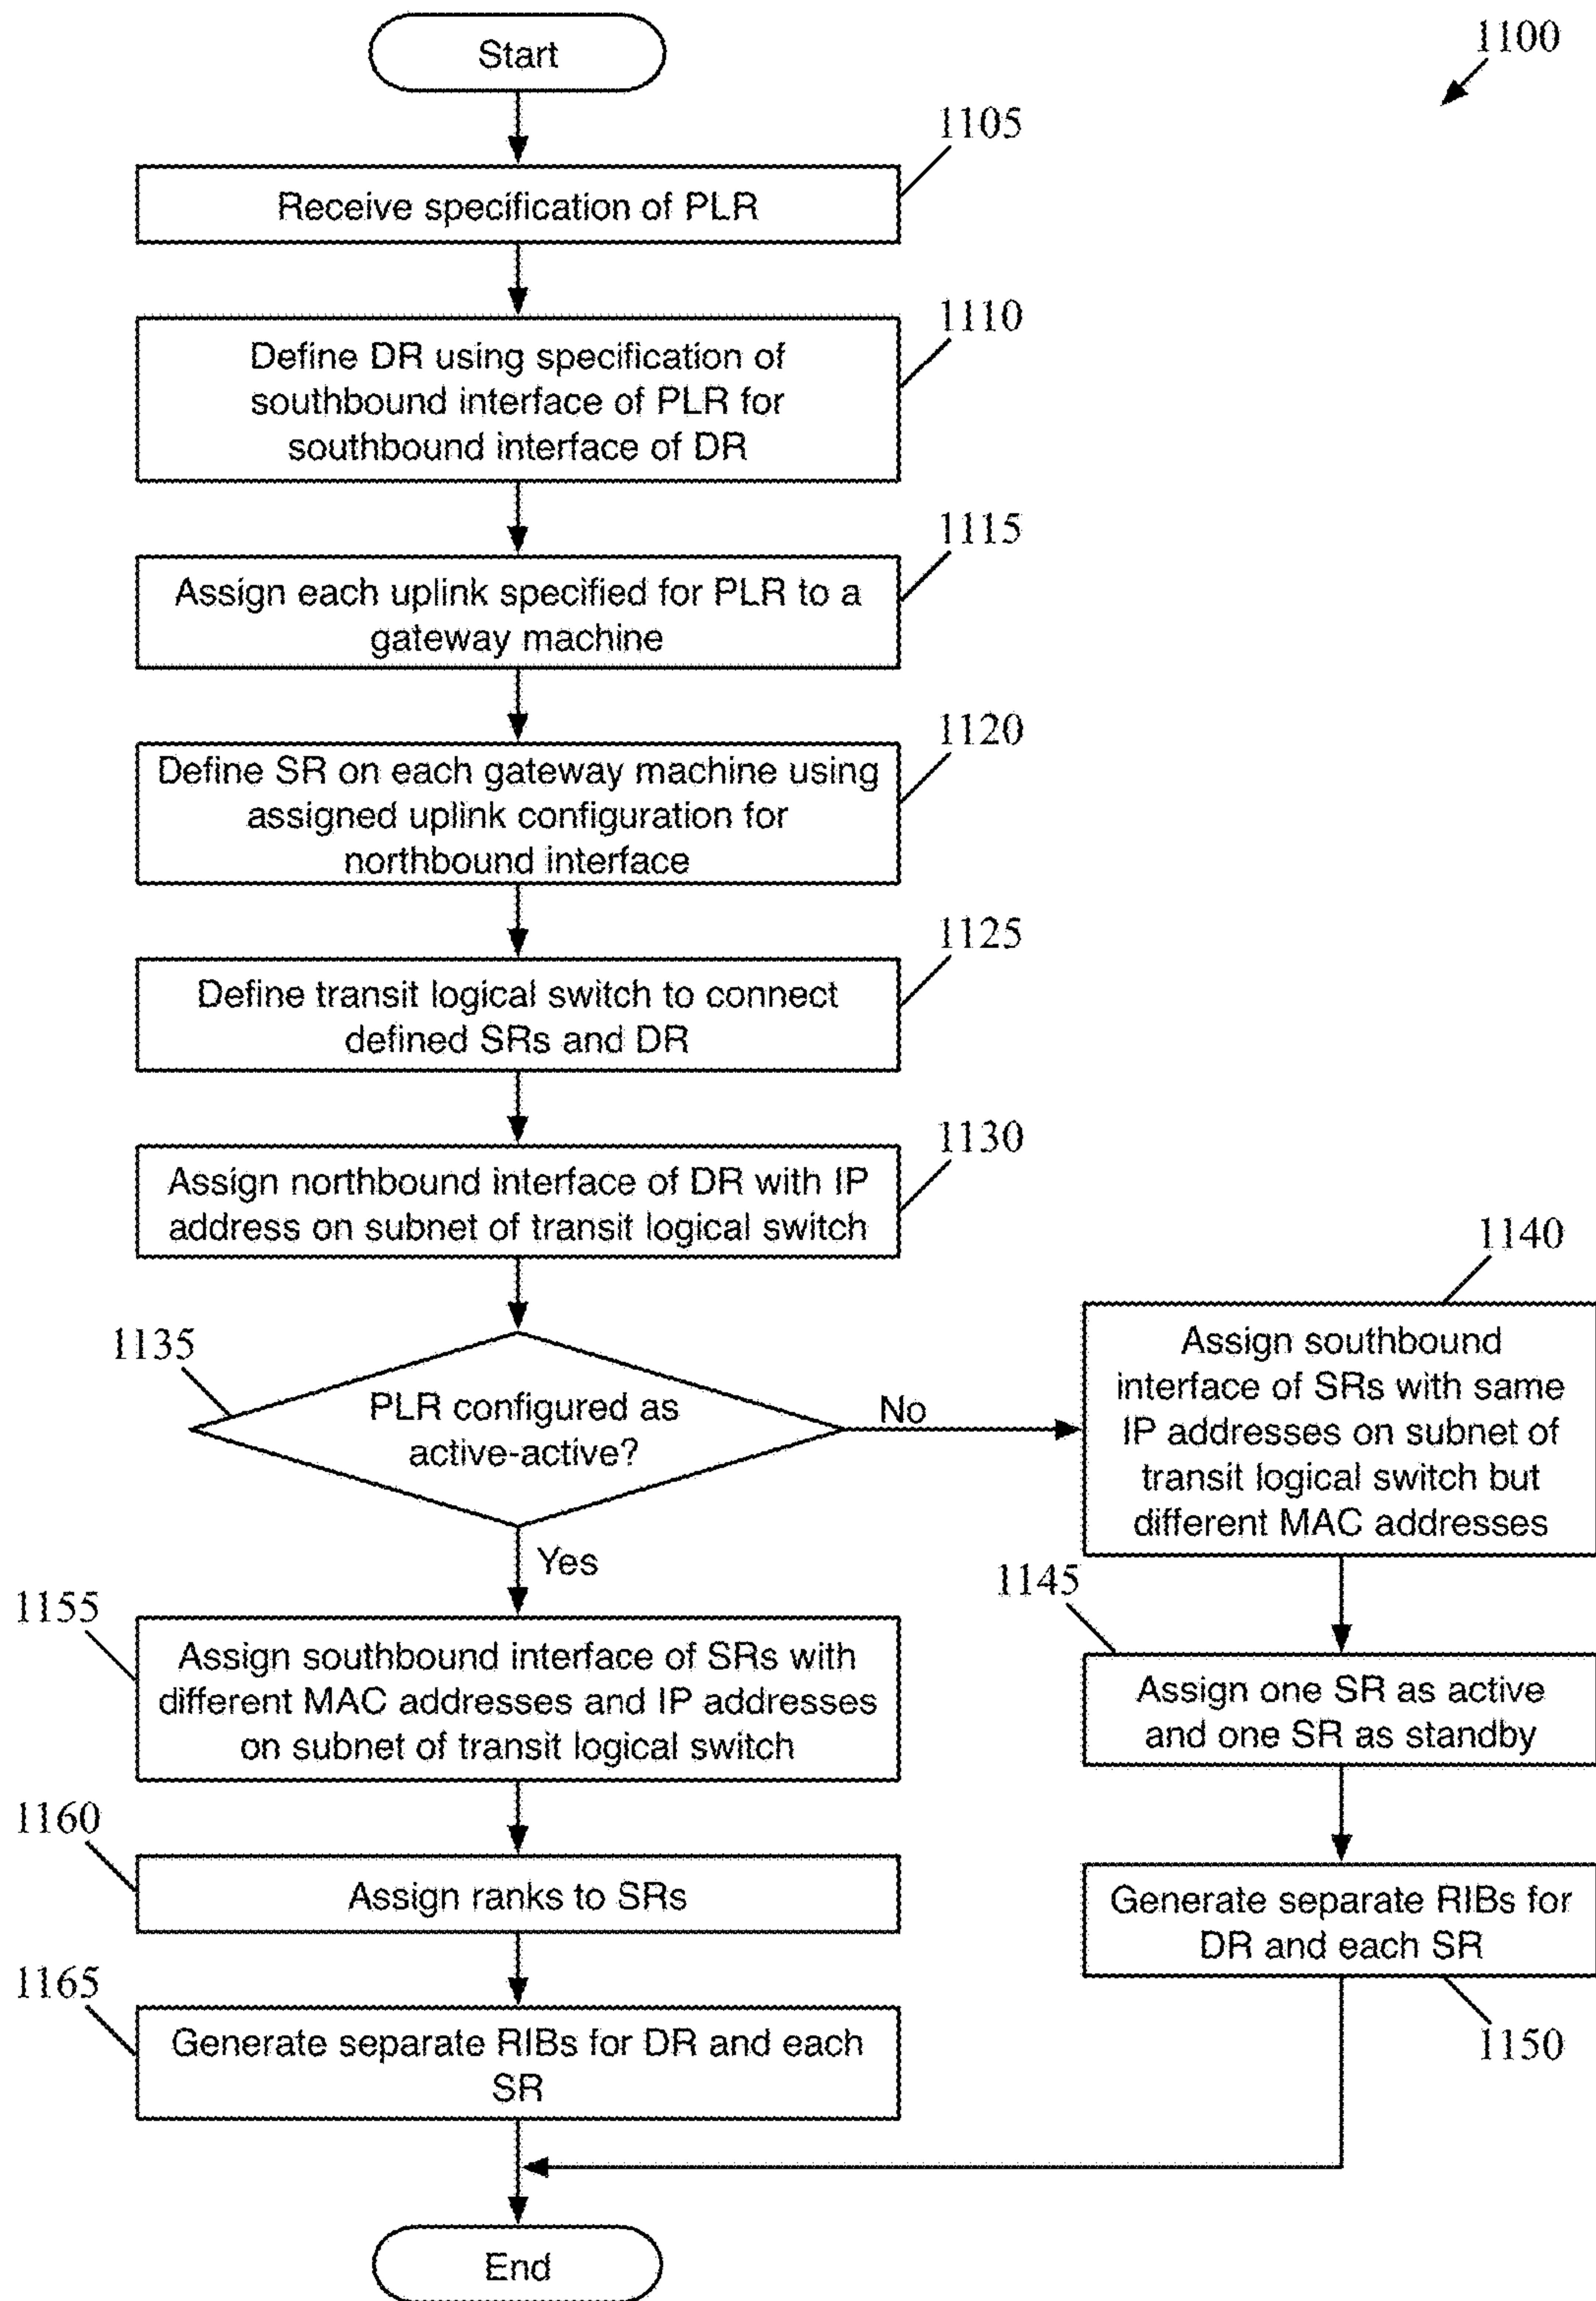 Start
1100
1105
Receive specification of PLR
1110
Define DR using specification of
southbound interface of PLR for
southbound interface of DR
1115
Assign each uplink specified for PLR to a
gateway machine
1120
Define SR on each gateway machine using
assigned uplink configuration for
northbound interface
1125
Define transit logical switch to connect
defined SRs and DR
1130
Assign northbound interface of DR with IP
address on subnet of transit logical switch
1135
PLR configured as
active-active?
No
1140
Assign southbound
interface of SRs with same
IP addresses on subnet of
transit logical switch but
different MAC addresses
1145
Assign one SR as active
and one SR as standby
Generate separate RIBs for
DR and each SR
1150
Yes
1155
Assign southbound interface of SRs with
different MAC addresses and IP addresses
on subnet of transit logical switch
1160
Assign ranks to SRs
1165
Generate separate RIBs for DR and each
SR
End